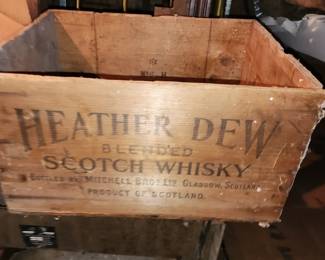 HEATHER DEW
BLENDED
SCOTCH WHISKY
BOTTLED BY MITCHELL BROS LTD. GLASGOW, SCOTLAND
PRODUCT OF SCOTLAND.